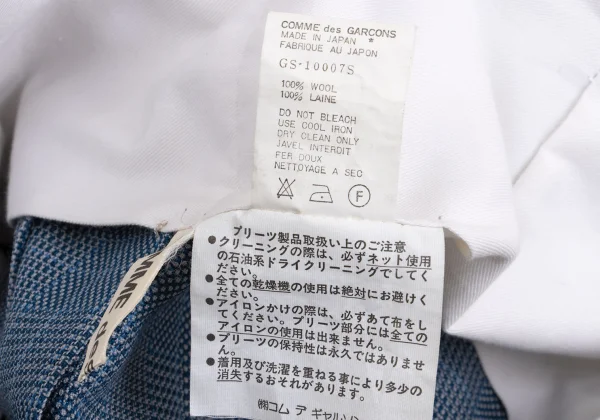 COMME des GARCONS
MADE IN JAPAN *
FABRIQUE AU JAPON
GS-10007S
100% WOOL
100% LAINE
DO NOT BLEACH
USE COOL IRON
DRY CLEAN ONLY
JAVEL INTERDIT
FER DOUX
NETTOYAGE A SEC
F
プリーツ製品取扱い上のご注意
●クリーニングの際は、必ずネット使用
の石油系ドライクリーニングでしてく
ださい。
●全ての乾燥機の使用は絶対にお避けく
ださい。
●アイロンかけの際は、必ずあて布をし
てください。プリーツ部分には全ての
アイロンの使用は出来ません。
●プリーツの保持性は永久ではありませ
ん。
●着用及び洗濯を重ねる事により多少の
消失するおそれがあります。
㈱コム デ ギャルソン